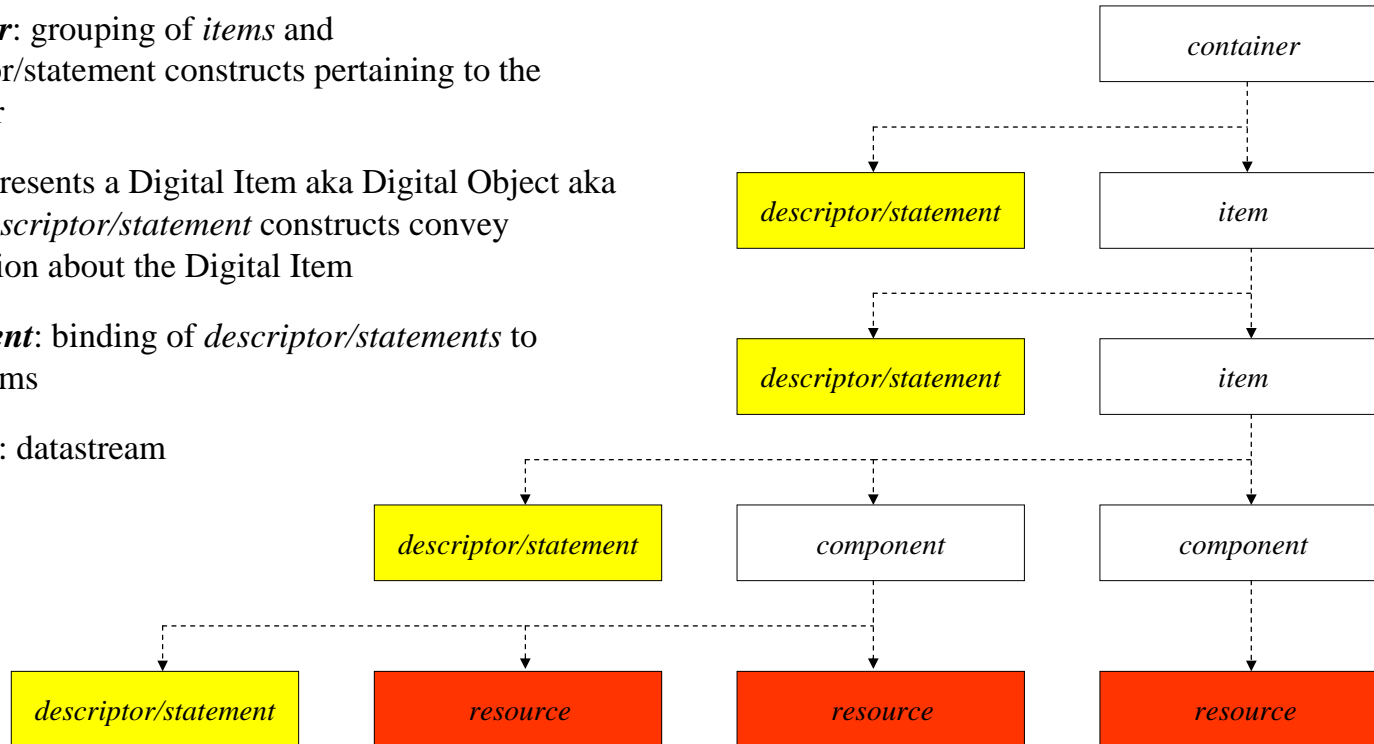 r: grouping of items and
or/statement constructs pertaining to the
r
resents a Digital Item aka Digital Object aka
scriptor/statement constructs convey
ion about the Digital Item
ent: binding of descriptor/statements to
ms
: datastream
container
descriptor/statement
item
descriptor/statement
item
descriptor/statement
component
component
descriptor/statement
resource
resource
resource